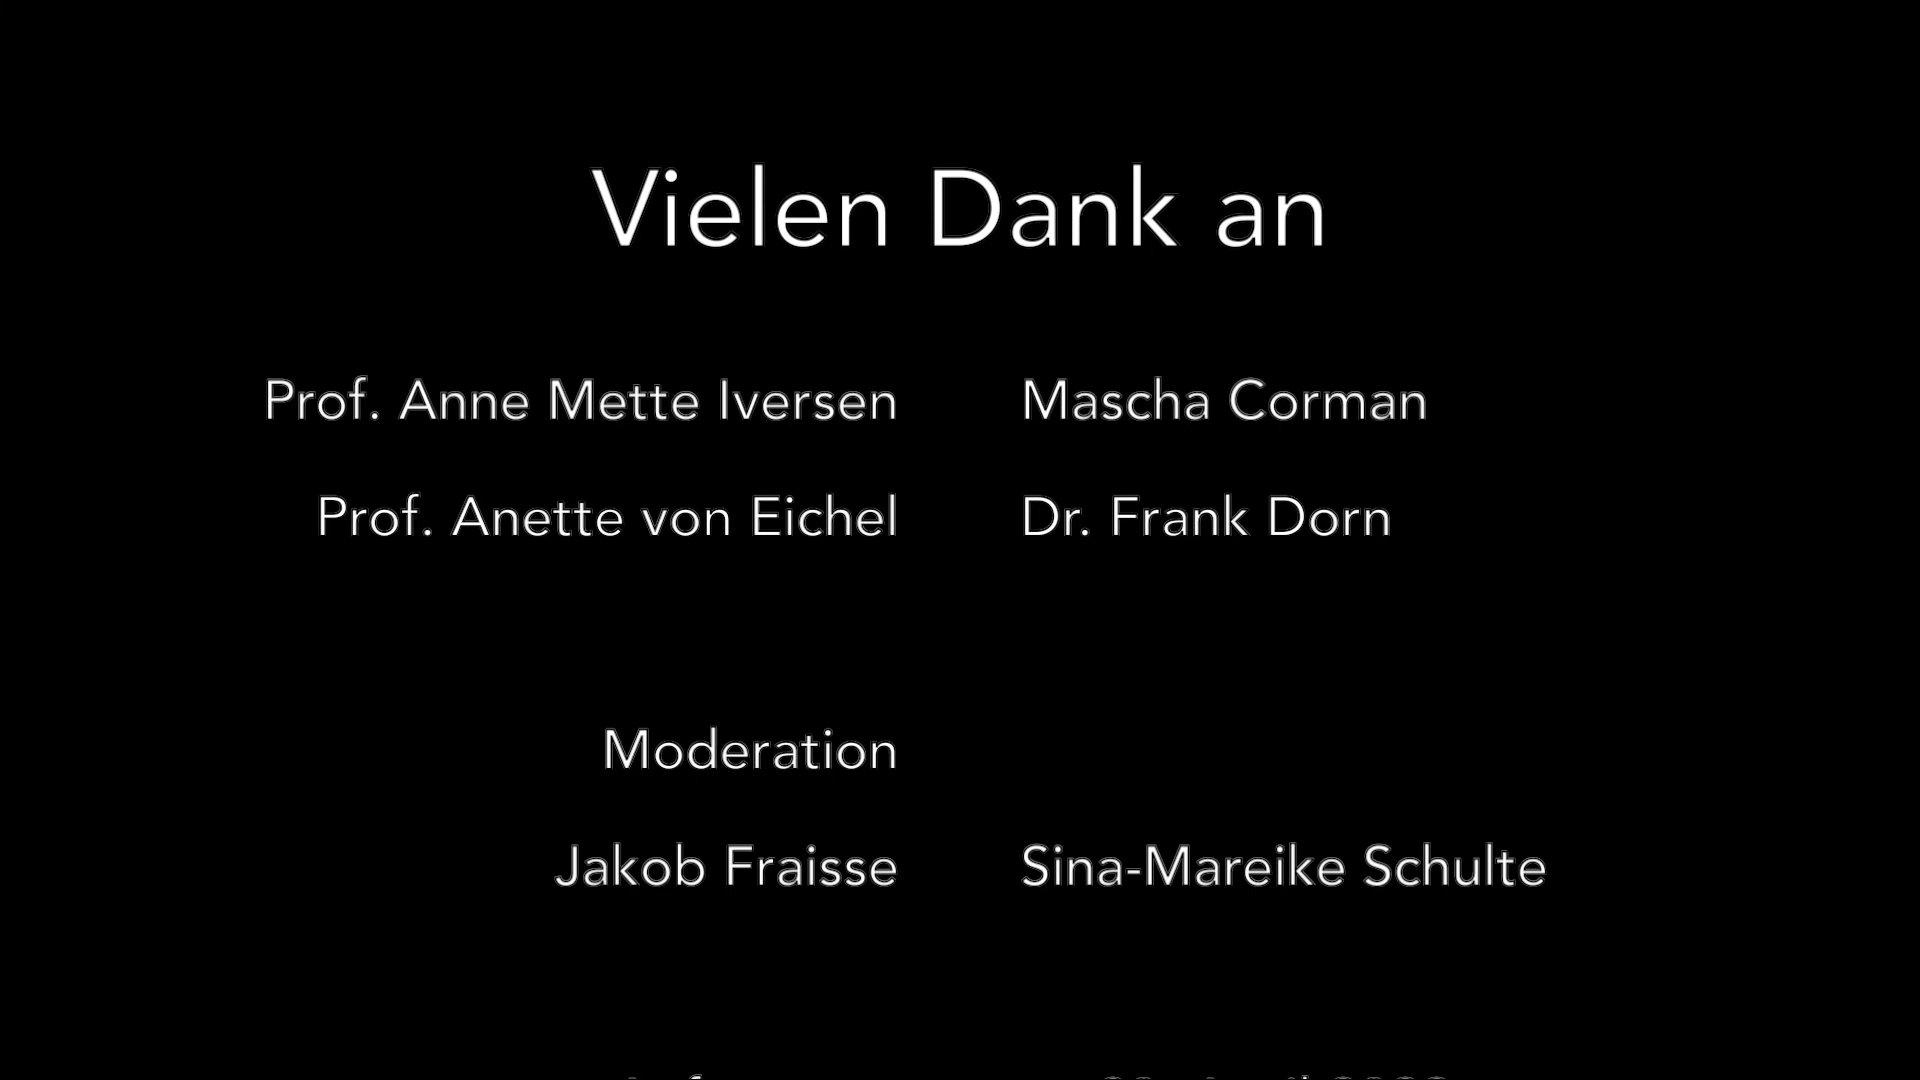 Vielen Dank an
Prof. Anne Mette Iversen Mascha Corman
Prof. Anette von Eichel Dr. Frank Dorn
Moderation
Jakob Fraisse Sina-Mareike Schulte